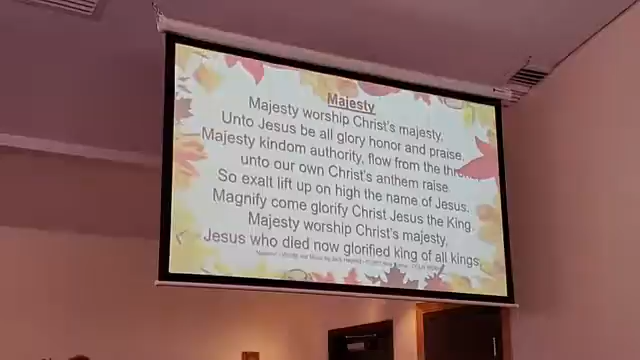 Majesty
Majesty worship Christ's majesty,
Unto Jesus be all glory honor and praise.
Majesty kindom authority, flow from the
unto our own Christ's anthem raise
So exalt lift up on high the name of Jesus.
Magnify come glorify Christ Jesus the King.
Majesty worship Christ's majesty,
Jesus who died now glorified king of all kings.